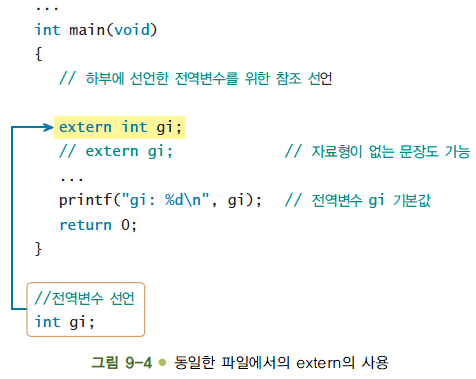 ...
int main(void)
{
// 하부에 선언한 전역변수를 위한 참조 선언
extern int gi;
// extern gi; // 자료형이 없는 문장도 가능
...
printf("gi: %d\n", gi); // 전역변수 gi 기본값
return 0;
}
//전역변수 선언
int gi;
그림 9-4 ● 동일한 파일에서의 extern의 사용